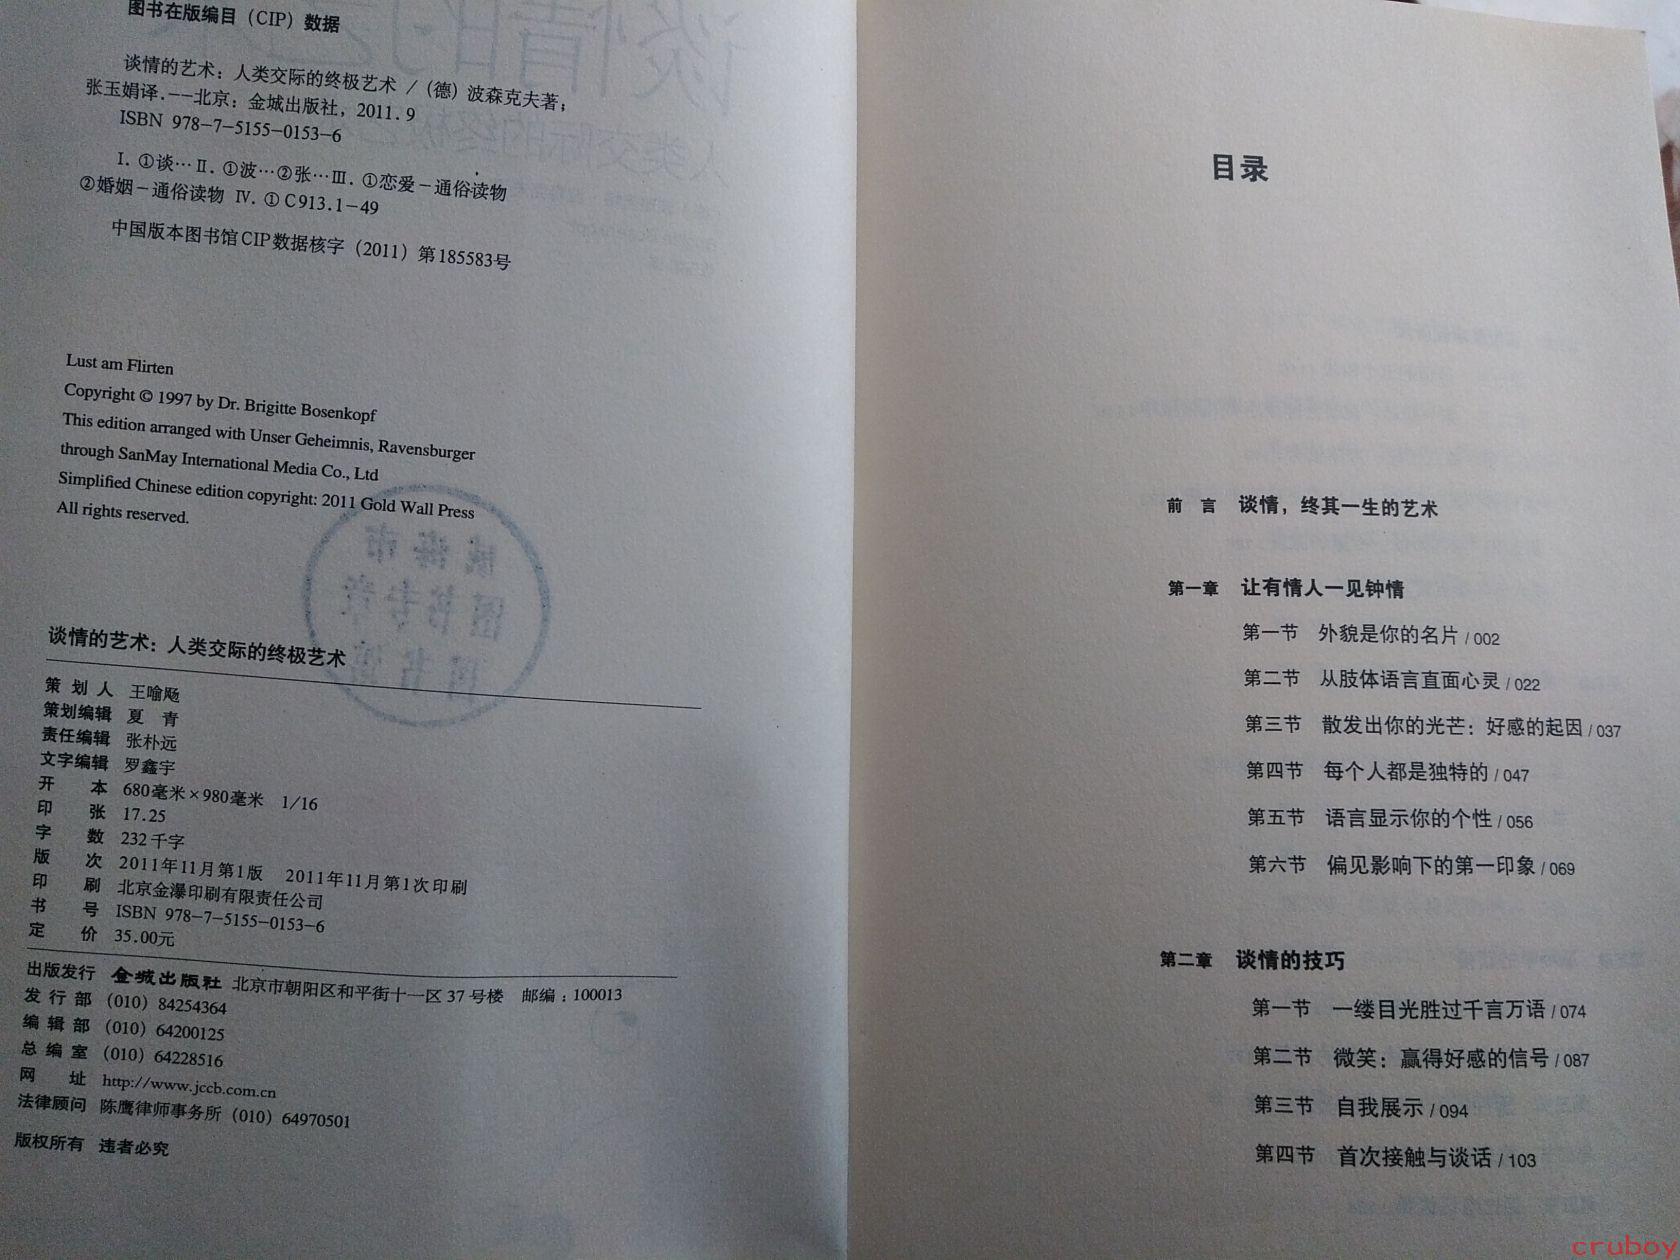 图书在版编目（CIP）数据
谈情的艺术：人类交际的终极艺术 /（德）波森克夫著；
张玉娟译.--北京：金城出版社，2011.9
ISBN 978-7-5155-0153-6
Ⅰ. ①谈… Ⅱ. ①波…②张… Ⅲ. ①恋爱－通俗读物
②婚姻－通俗读物 Ⅳ. ①C913.1-49
中国版本图书馆CIP数据核字（2011）第185583号
Lust am Flirten
Copyright © 1997 by Dr. Brigitte Bosenkopf
This edition arranged with Unser Geheimnis, Ravensburger
through SanMay International Media Co., Ltd
Simplified Chinese edition copyright: 2011 Gold Wall Press
All rights reserved.
谈情的艺术：人类交际的终极艺术
策 划 人 王喻飏
策划编辑 夏 青
责任编辑 张朴远
文字编辑 罗鑫宇
开 本 680毫米×980毫米 1/16
印 张 17.25
字 数 232千字
版 次 2011年11月第1版 2011年11月第1次印刷
印 刷 北京金瀑印刷有限责任公司
书 号 ISBN 978-7-5155-0153-6
定 价 35.00元
出版发行 金城出版社 北京市朝阳区和平街十一区37号楼 邮编：100013
发 行 部 （010）84254364
编 辑 部 （010）64200125
总 编 室 （010）64228516
网 址 http://www.jccb.com.cn
法律顾问 陈鹰律师事务所（010）64970501
版权所有 违者必究
目录
前 言 谈情，终其一生的艺术
第一章 让有情人一见钟情
第一节 外貌是你的名片 / 002
第二节 从肢体语言直面心灵 / 022
第三节 散发出你的光芒：好感的起因 / 037
第四节 每个人都是独特的 / 047
第五节 语言显示你的个性 / 056
第六节 偏见影响下的第一印象 / 069
第二章 谈情的技巧
第一节 一缕目光胜过千言万语 / 074
第二节 微笑：赢得好感的信号 / 087
第三节 自我展示 / 094
第四节 首次接触与谈话 / 103
cruboy